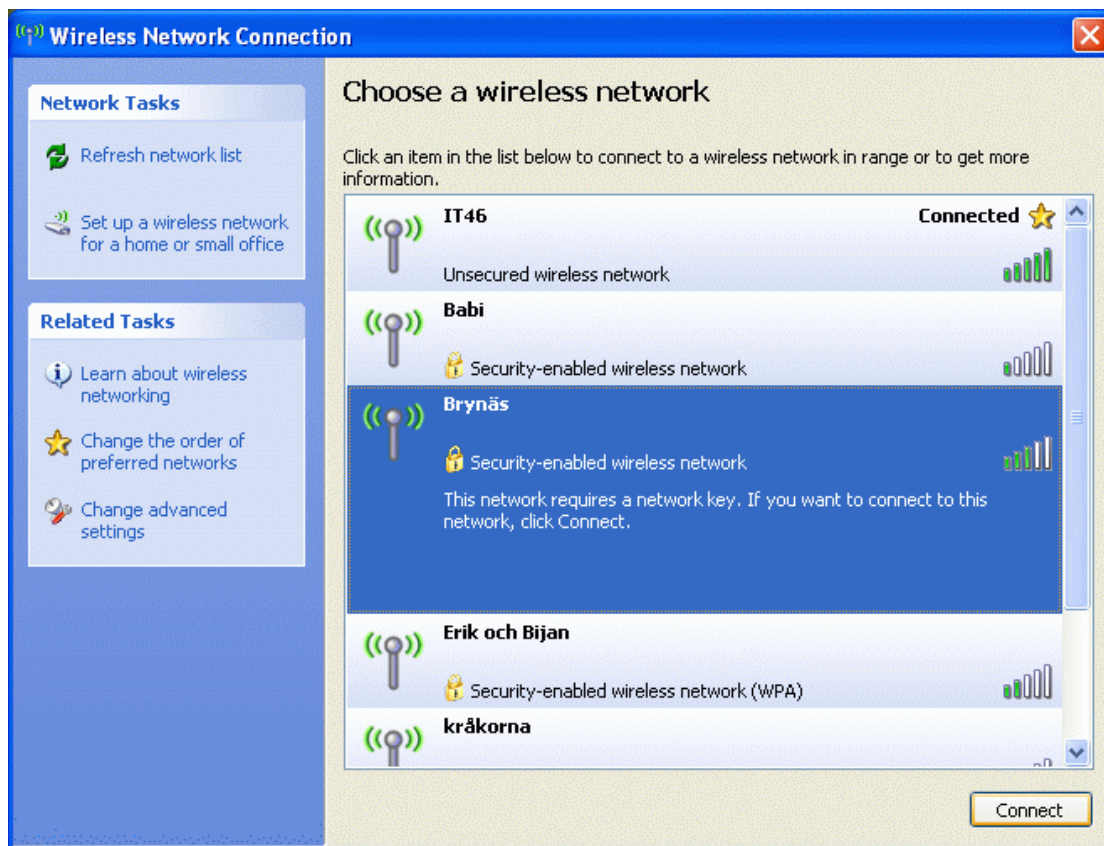 Wireless Network Connection
Network Tasks
Refresh network list
Set up a wireless network
for a home or small office
Related Tasks
Learn about wireless
networking
Change the order of
preferred networks
Change advanced
settings
Choose a wireless network
Click an item in the list below to connect to a wireless network in range or to get more
information.
IT46
Connected
Unsecured wireless network
Babi
Security-enabled wireless network
Brynäs
Security-enabled wireless network
This network requires a network key. If you want to connect to this
network, click Connect.
Erik och Bijan
Security-enabled wireless network (WPA)
kråkorna
Connect